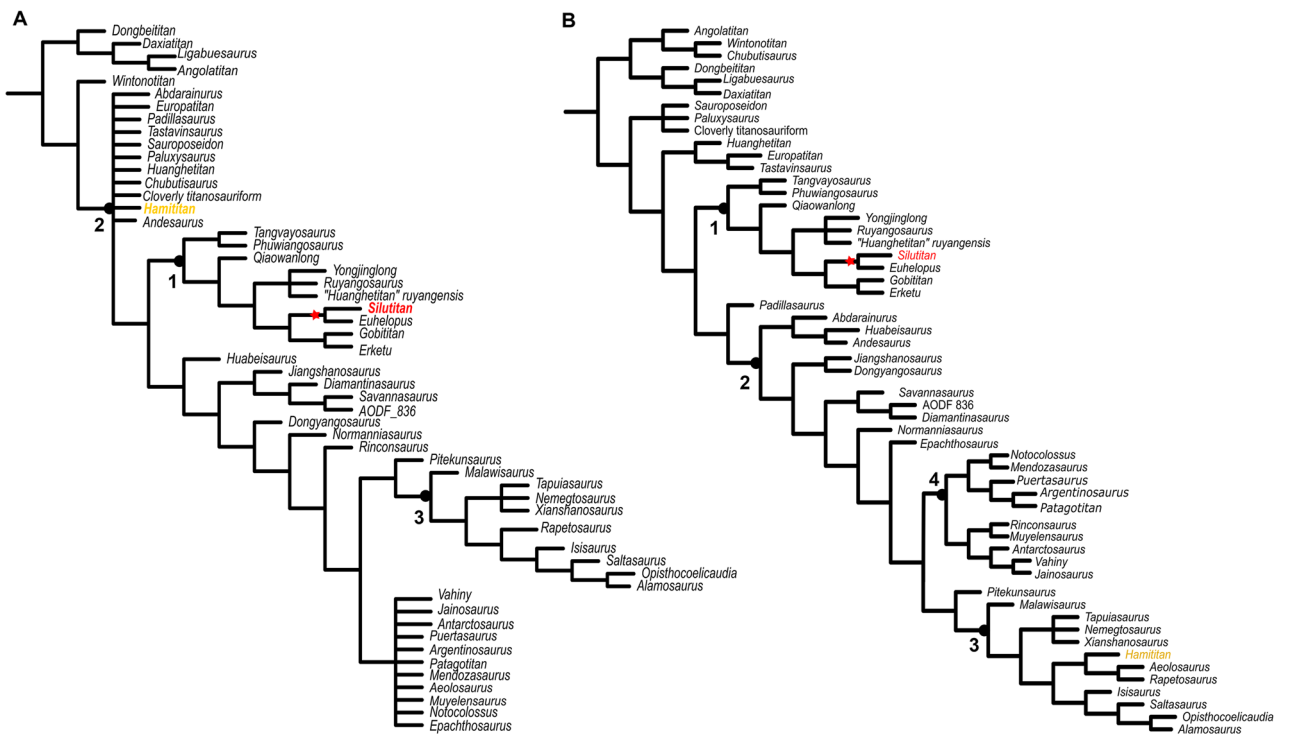 A
Dongbeititan
Daxiatitan
Ligabuesaurus
Angolatitan
Wintonotitan
Abdarainurus
Europatitan
Padillasaurus
Tastavinsaurus
Sauroposeidon
Paluxysaurus
Huanghetitan
Chubutisaurus
Cloverly titanosauriform
Hamititan
2
Andesaurus
Tangvayosaurus
Phuwiangosaurus
Qiaowanlong
1
Yongjinglong
Ruyangosaurus
"Huanghetitan" ruyangensis
Silutitan
Euhelopus
Gobititan
Erketu
Huabeisaurus
Jiangshanosaurus
Diamantinasaurus
Savannasaurus
AODF_836
Dongyangosaurus
Normanniasaurus
Rinconsaurus
Pitekunsaurus
Malawisaurus
3
Tapuiasaurus
Nemegtosaurus
Xianshanosaurus
Rapetosaurus
Isisaurus
Saltasaurus
Opisthocoelicaudia
Alamosaurus
Vahiny
Jainosaurus
Antarctosaurus
Puertasaurus
Argentinosaurus
Patagotitan
Mendozasaurus
Aeolosaurus
Muyelensaurus
Notocolossus
Epachthosaurus
B
Angolatitan
Wintonotitan
Chubutisaurus
Dongbeititan
Ligabuesaurus
Daxiatitan
Sauroposeidon
Paluxysaurus
Cloverly titanosauriform
Huanghetitan
Europatitan
Tastavinsaurus
Tangvayosaurus
Phuwiangosaurus
Qiaowanlong
1
Yongjinglong
Ruyangosaurus
"Huanghetitan" ruyangensis
Silutitan
Euhelopus
Gobititan
Erketu
Padillasaurus
Abdarainurus
Huabeisaurus
Andesaurus
2
Jiangshanosaurus
Dongyangosaurus
Savannasaurus
AODF 836
Diamantinasaurus
Normanniasaurus
Epachthosaurus
Notocolossus
Mendozasaurus
4
Puertasaurus
Argentinosaurus
Patagotitan
Rinconsaurus
Muyelensaurus
Antarctosaurus
Vahiny
Jainosaurus
Pitekunsaurus
Malawisaurus
3
Tapuiasaurus
Nemegtosaurus
Xianshanosaurus
Hamititan
Aeolosaurus
Rapetosaurus
Isisaurus
Saltasaurus
Opisthocoelicaudia
Alamosaurus